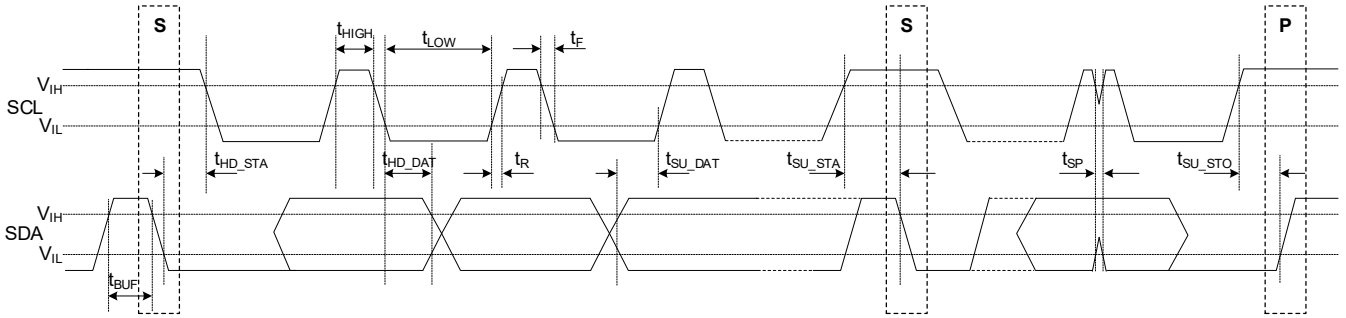 S
S
P
tHIGH
tLOW
tF
VIH
SCL
VIL
tHD_STA
tHD_DAT
tR
tSU_DAT
tSU_STA
tSP
tSU_STO
VIH
SDA
VIL
tBUF